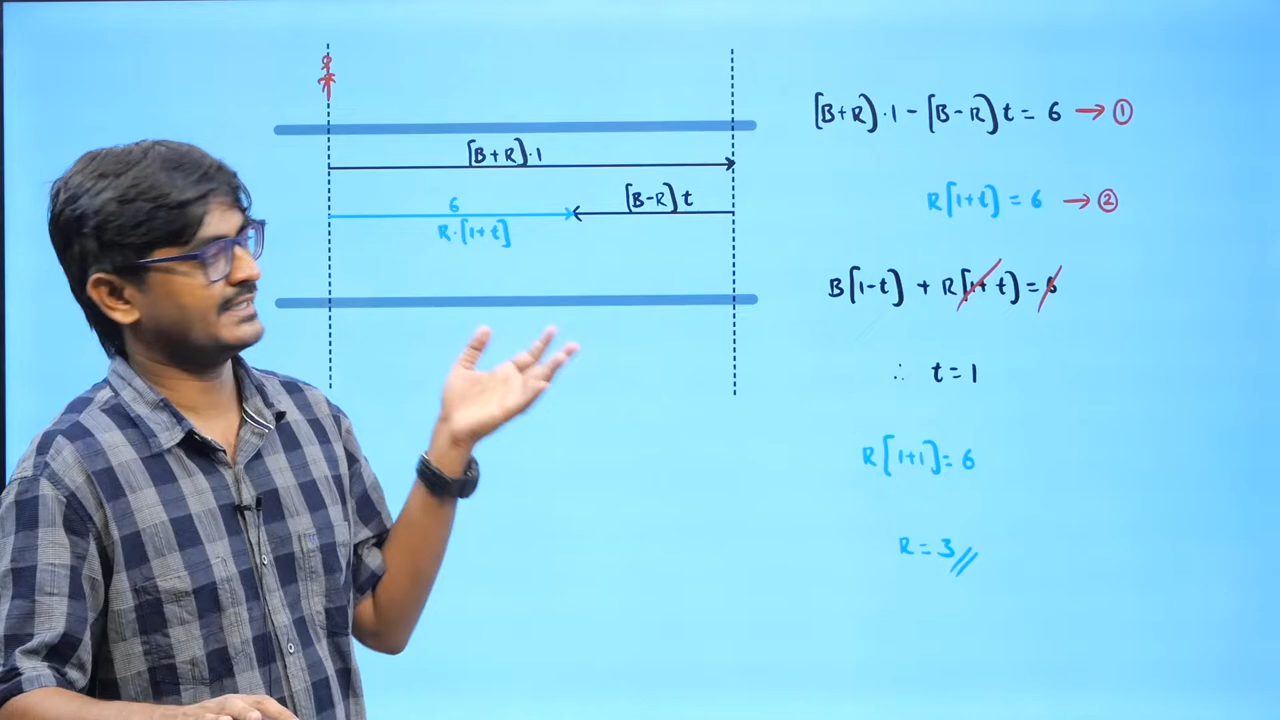 [B+R]·1
6
[B-R]t
R·[1+t]
[B+R]·1-[B-R]t=6 → ①
R[1+t]=6 → ②
B[1-t]+R[1+t]=6
∴ t=1
R[1+1]=6
R=3//